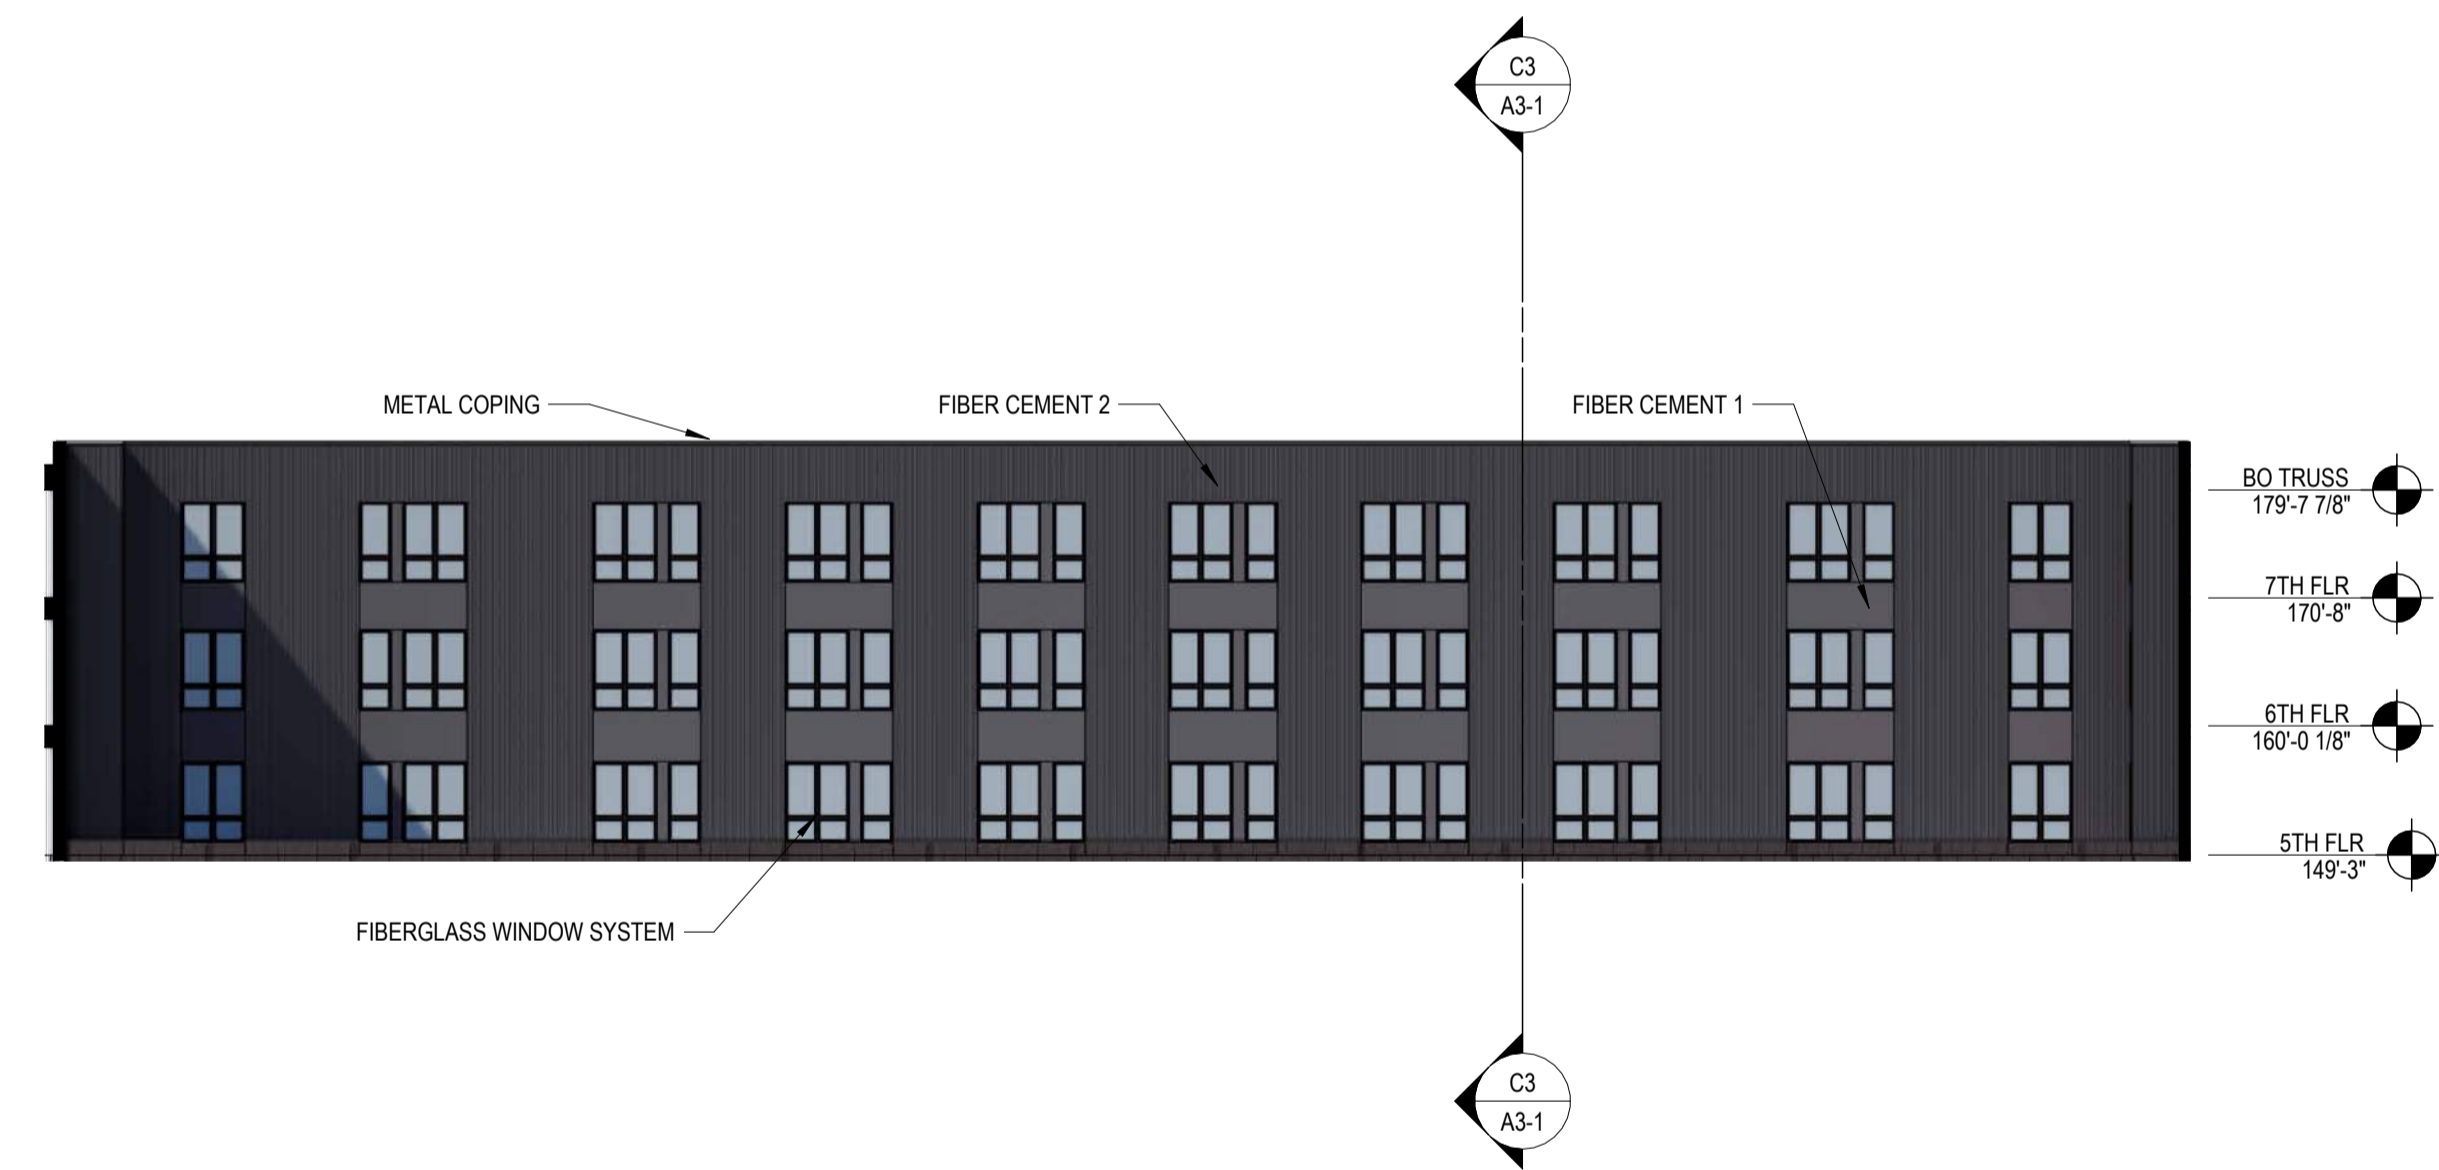 C3
A3-1
METAL COPING
FIBER CEMENT 2
FIBER CEMENT 1
BO TRUSS
179'-7 7/8"
7TH FLR
170'-8"
6TH FLR
160'-0 1/8"
5TH FLR
149'-3"
FIBERGLASS WINDOW SYSTEM
C3
A3-1